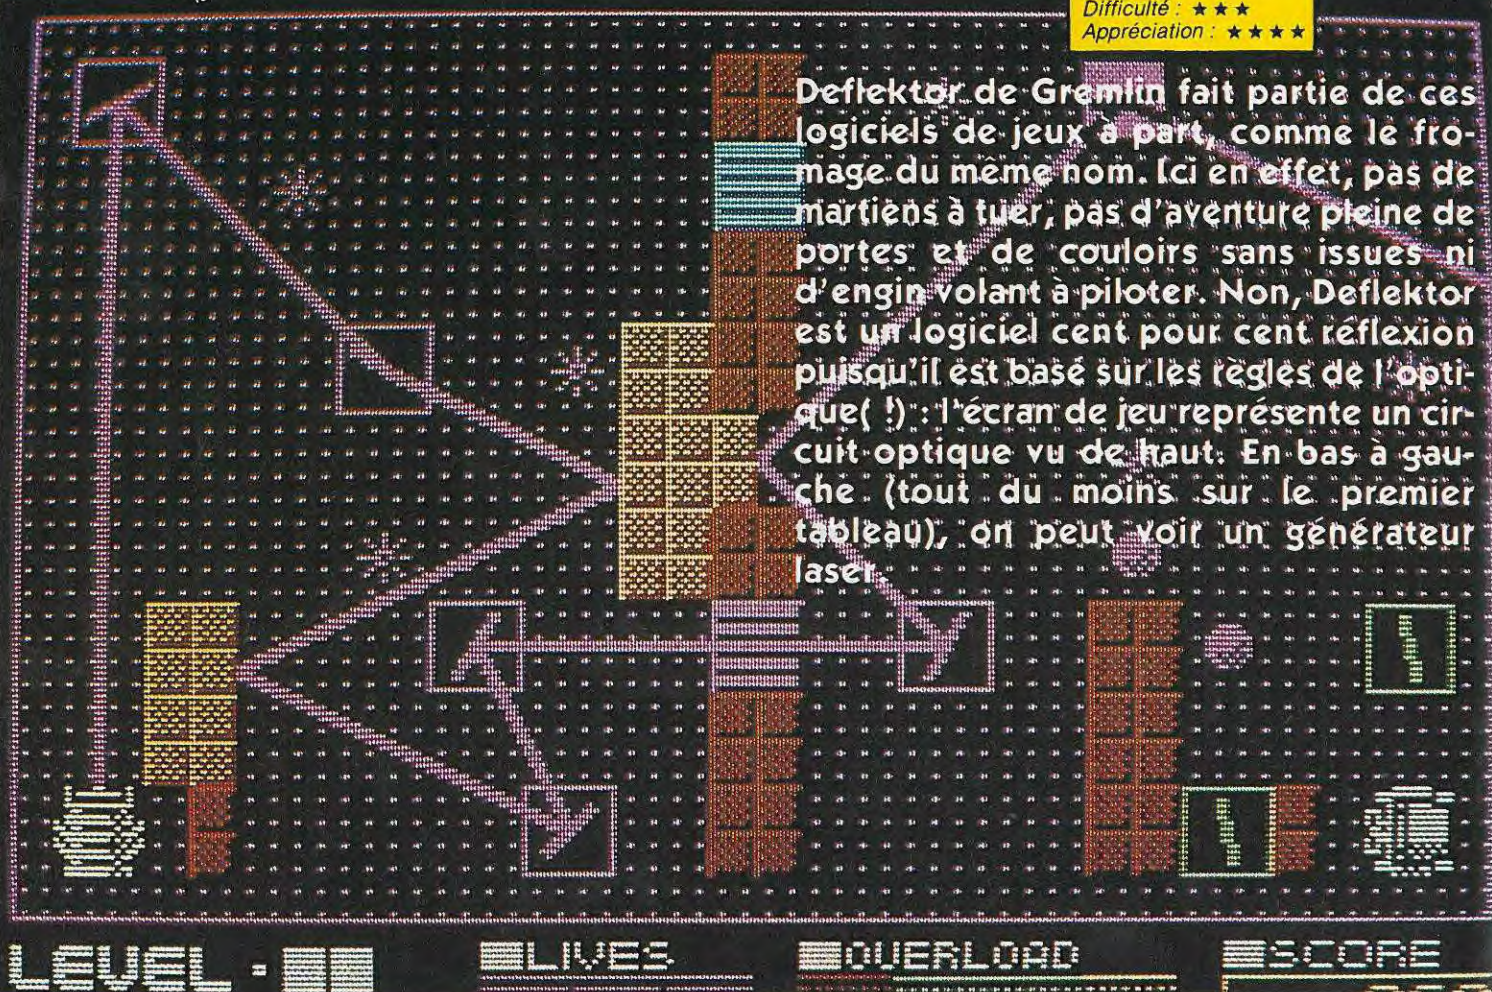 Difficulté : ★★★
Appréciation : ★★★★
Deflektor de Gremlin fait partie de ces
logiciels de jeux à part, comme le fro-
mage du même nom. Ici en effet, pas de
martiens à tuer, pas d'aventure pleine de
portes et de couloirs sans issues ni
d'engin volant à piloter. Non, Deflektor
est un logiciel cent pour cent réflexion
puisqu'il est basé sur les règles de l'opti-
que( !) : l'écran de jeu représente un cir-
cuit optique vu de haut. En bas à gau-
che (tout du moins sur le premier
tableau), on peut voir un générateur
laser.
LEVEL -
LIVES
OVERLOAD
SCORE